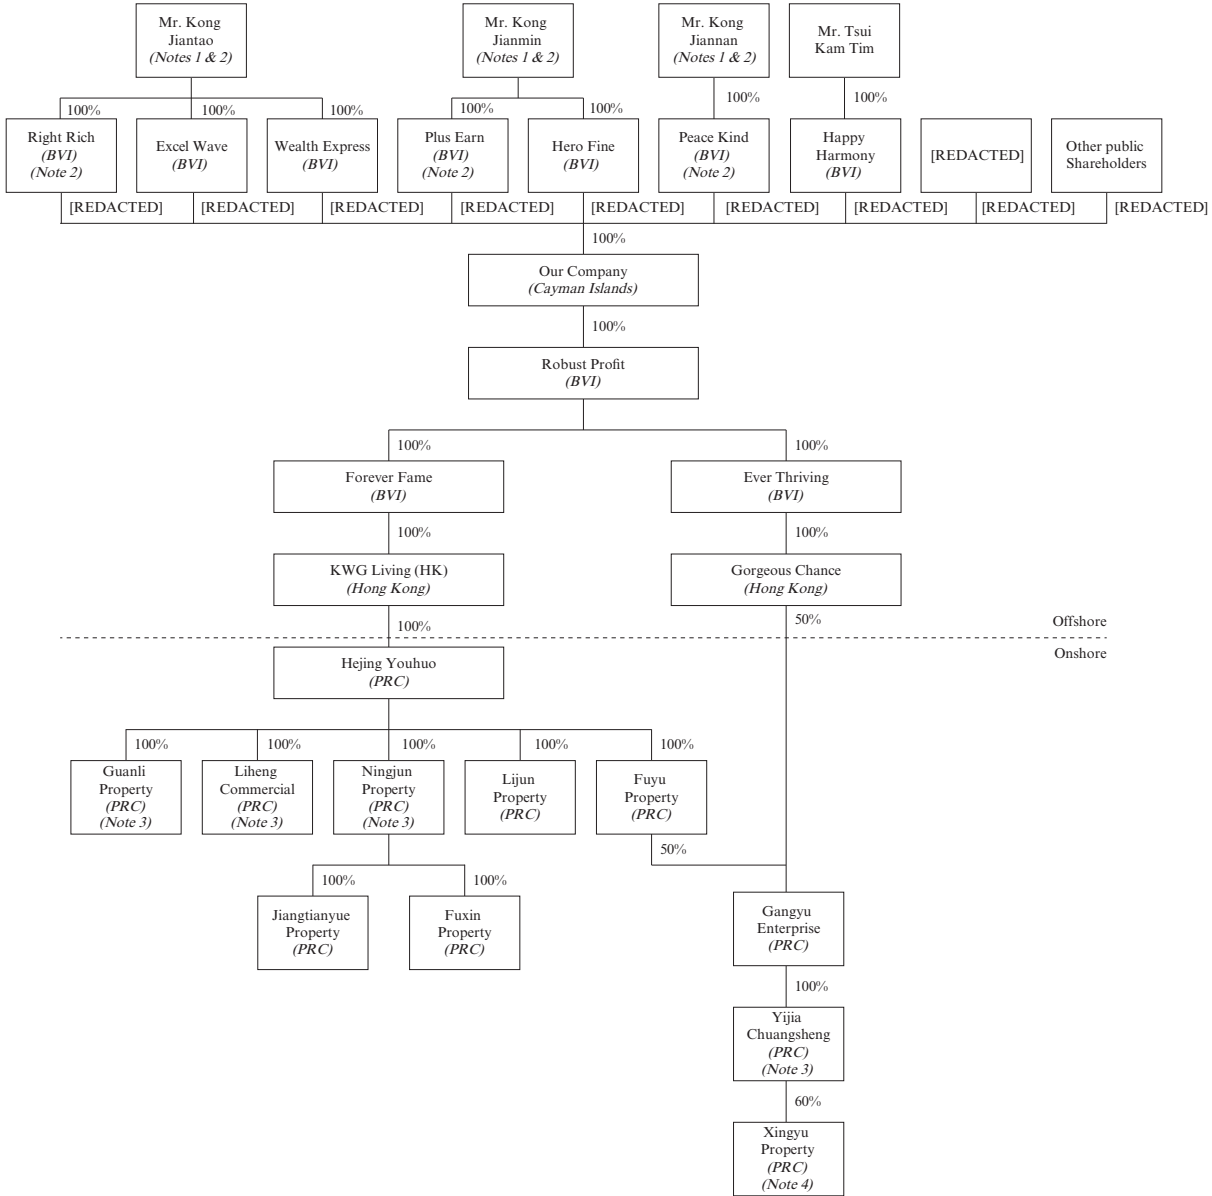 Mr. Kong
Jiantao
(Notes 1 & 2)
Mr. Kong
Jianmin
(Notes 1 & 2)
Mr. Kong
Jiannan
(Notes 1 & 2)
Mr. Tsui
Kam Tim
100%
100%
100%
100%
100%
100%
100%
Right Rich
(BVI)
(Note 2)
Excel Wave
(BVI)
Wealth Express
(BVI)
Plus Earn
(BVI)
(Note 2)
Hero Fine
(BVI)
Peace Kind
(BVI)
(Note 2)
Happy
Harmony
(BVI)
[REDACTED]
Other public
Shareholders
[REDACTED]
[REDACTED]
[REDACTED]
[REDACTED]
[REDACTED]
[REDACTED]
[REDACTED]
[REDACTED]
[REDACTED]
100%
Our Company
(Cayman Islands)
100%
Robust Profit
(BVI)
100%
100%
Forever Fame
(BVI)
Ever Thriving
(BVI)
100%
100%
KWG Living (HK)
(Hong Kong)
Gorgeous Chance
(Hong Kong)
100%
50%
Offshore
Onshore
Hejing Youhuo
(PRC)
100%
100%
100%
100%
100%
Guanli
Property
(PRC)
(Note 3)
Liheng
Commercial
(PRC)
(Note 3)
Ningjun
Property
(PRC)
(Note 3)
Lijun
Property
(PRC)
Fuyu
Property
(PRC)
50%
100%
100%
Jiangtianyue
Property
(PRC)
Fuxin
Property
(PRC)
Gangyu
Enterprise
(PRC)
100%
Yijia
Chuangsheng
(PRC)
(Note 3)
60%
Xingyu
Property
(PRC)
(Note 4)